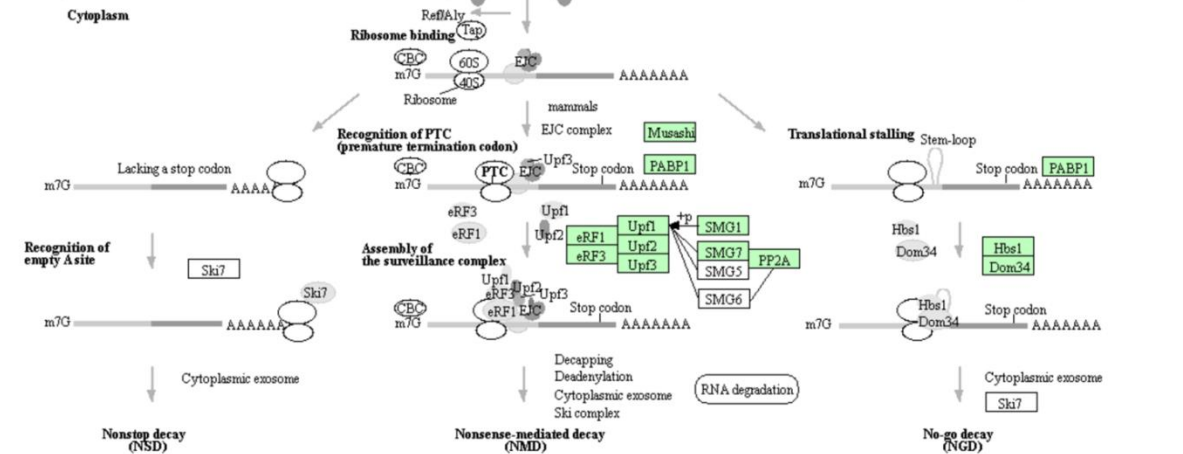 Cytoplasm
Ref/Aly
Tap
Ribosome binding
CBC
60S
EJC
m7G
40S
AAAAAAA
Ribosome
mammals
EJC complex
Musashi
Recognition of PTC
(premature termination codon)
Upf3
Stop codon
PABP1
CBC
PTC
EJC
m7G
AAAAAAA
Lacking a stop codon
m7G
AAAA
Translational stalling
Stem-loop
Stop codon
PABP1
m7G
AAAAAAA
eRF3
eRF1
Upf1
Upf2
eRF1
eRF3
Upf1
Upf2
Upf3
+p
SMG1
SMG7
SMG5
SMG6
PP2A
Hbs1
Dom34
Hbs1
Dom34
Recognition of
empty A site
Ski7
Ski7
m7G
AAAAAA
Assembly of
the surveillance complex
Upf1
eRF3
Upf2
Upf3
CBC
eRF1
EJC
Stop codon
m7G
AAAAAAA
Hbs1
Dom34
Stop codon
m7G
AAAAAAA
Cytoplasmic exosome
Nonstop decay
(NSD)
Decapping
Deadenylation
Cytoplasmic exosome
Ski complex
RNA degradation
Nonsense-mediated decay
(NMD)
Cytoplasmic exosome
Ski7
No-go decay
(NGD)